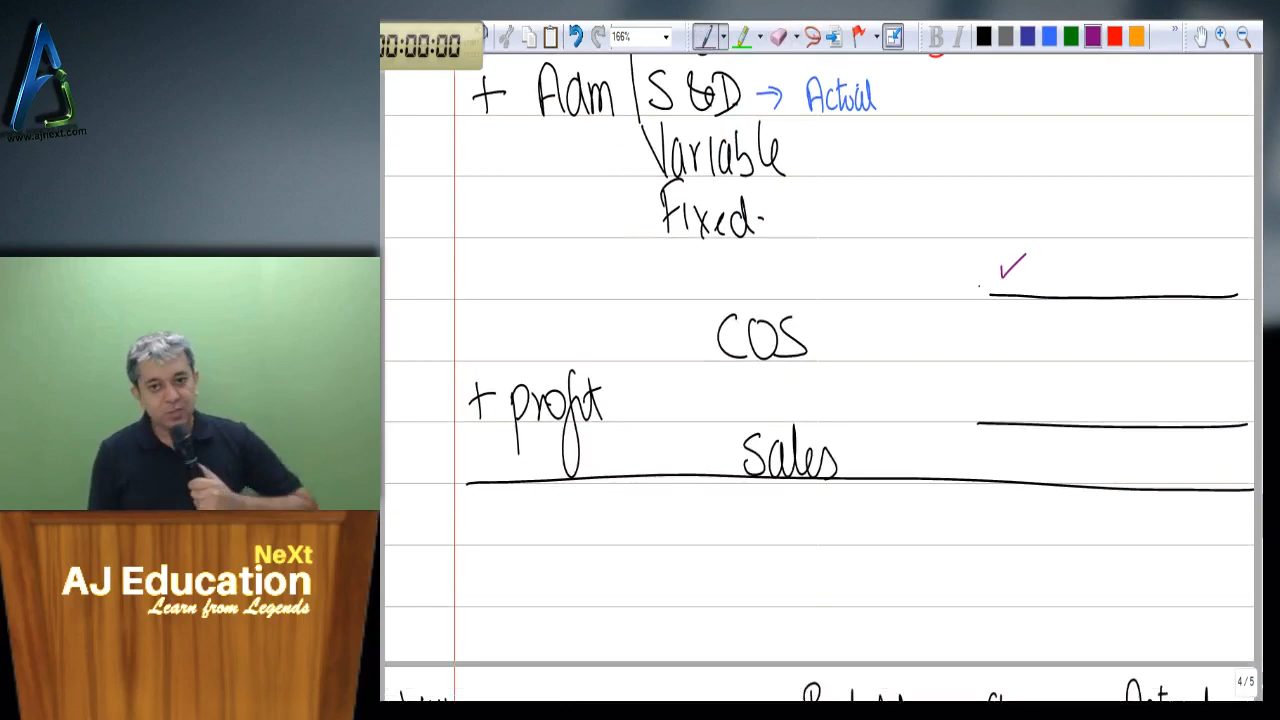 www.ajnext.com
00:00:00
166%
B I
+ Adm | S & D → Actual
Variable
Fixed
COS
+ profit
Sales
NeXt
AJ Education
Learn from Legends
4/5